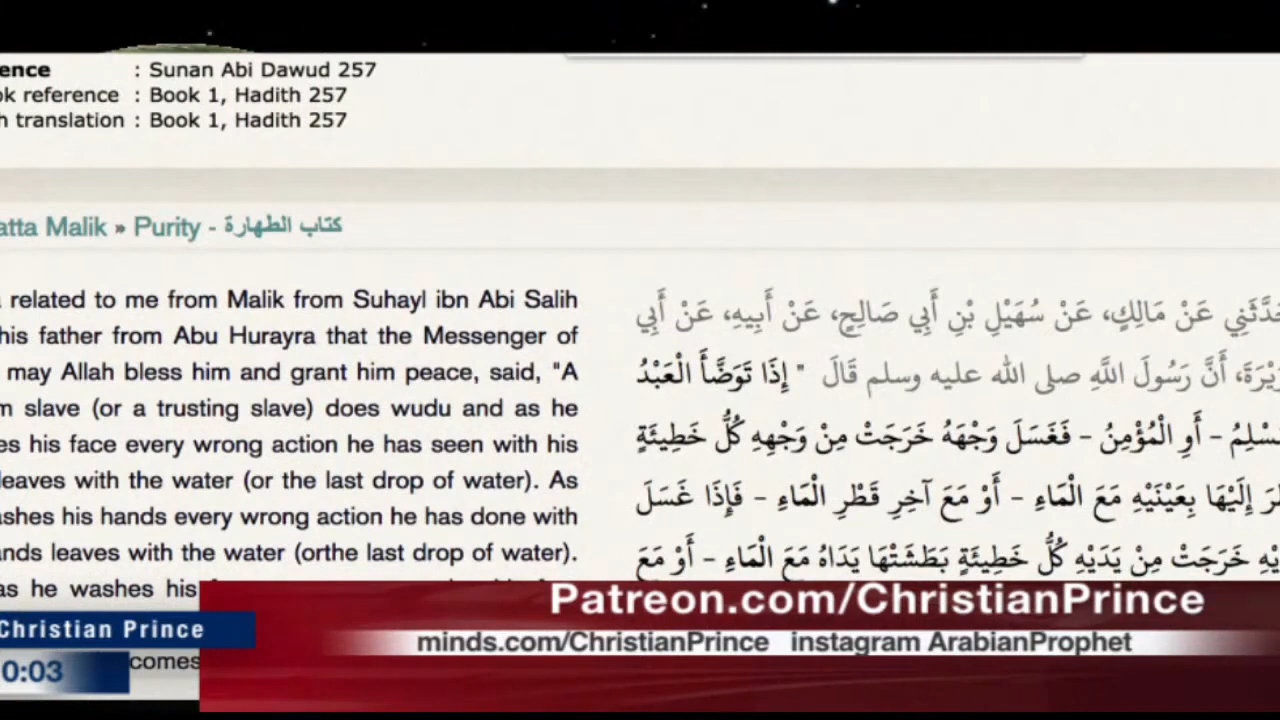 ence : Sunan Abi Dawud 257
ok reference : Book 1, Hadith 257
h translation : Book 1, Hadith 257
atta Malik » Purity - كتاب الطهارة
related to me from Malik from Suhayl ibn Abi Salih
his father from Abu Hurayra that the Messenger of
may Allah bless him and grant him peace, said, "A
m slave (or a trusting slave) does wudu and as he
es his face every wrong action he has seen with his
leaves with the water (or the last drop of water). As
ashes his hands every wrong action he has done with
ands leaves with the water (orthe last drop of water).
as he washes his
comes
دَّثَنِي عَنْ مَالِكٍ، عَنْ سُهَيْلِ بْنِ أَبِي صَالِحٍ، عَنْ أَبِيهِ، عَنْ أَبِي
رَيْرَةَ، أَنَّ رَسُولَ اللَّهِ صلى الله عليه وسلم قَالَ ‏"‏ إِذَا تَوَضَّأَ الْعَبْدُ
مُسْلِمُ - أَوِ الْمُؤْمِنُ - فَغَسَلَ وَجْهَهُ خَرَجَتْ مِنْ وَجْهِهِ كُلُّ خَطِيئَةٍ
ظَرَ إِلَيْهَا بِعَيْنَيْهِ مَعَ الْمَاءِ - أَوْ مَعَ آخِرِ قَطْرِ الْمَاءِ - فَإِذَا غَسَلَ
يْهِ خَرَجَتْ مِنْ يَدَيْهِ كُلُّ خَطِيئَةٍ بَطَشَتْهَا يَدَاهُ مَعَ الْمَاءِ - أَوْ مَعَ
Christian Prince
0:03
Patreon.com/ChristianPrince
minds.com/ChristianPrince instagram ArabianProphet